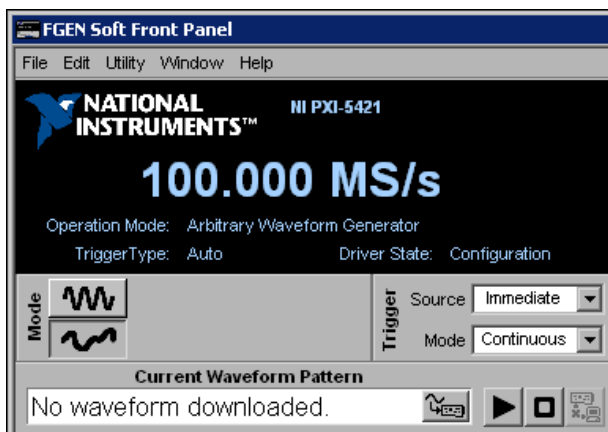 FGEN Soft Front Panel
File Edit Utility Window Help
NATIONAL INSTRUMENTS™
NI PXI-5421
100.000 MS/s
Operation Mode: Arbitrary Waveform Generator
TriggerType: Auto Driver State: Configuration
Mode
Trigger
Source Immediate
Mode Continuous
Current Waveform Pattern
No waveform downloaded.